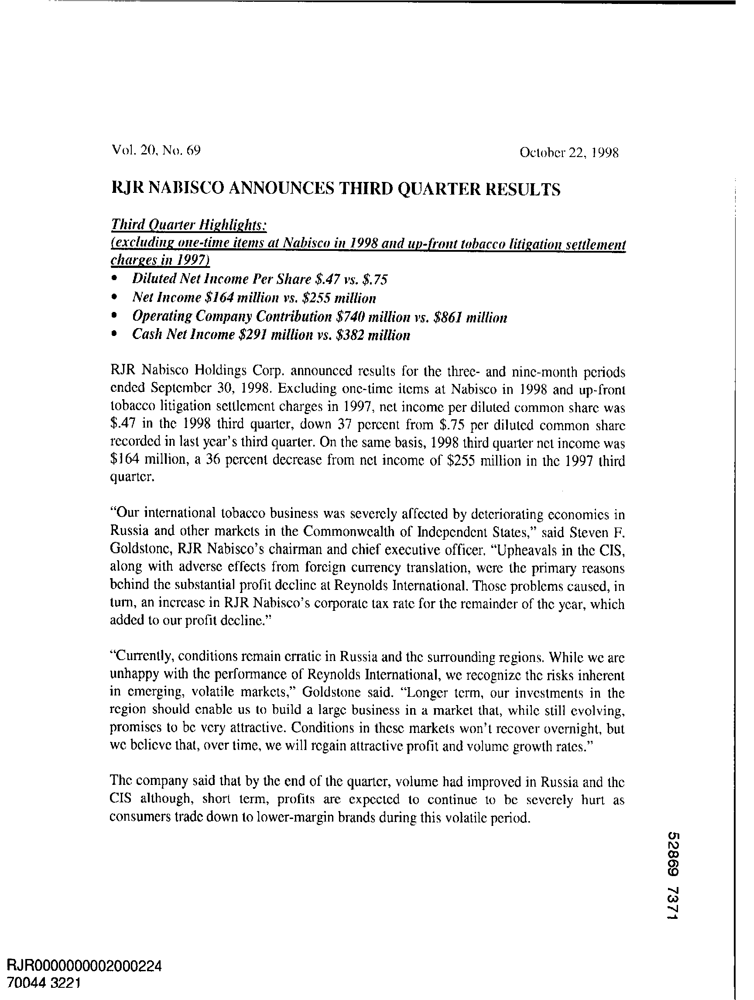 Vol. 20, No. 69
October 22, 1998
RJR NABISCO ANNOUNCES THIRD QUARTER RESULTS
Third Quarter Highlights:
(excluding one-time items at Nabisco in 1998 and up-front tobacco litigation settlement
charges in 1997)
• Diluted Net Income Per Share $.47 vs. $.75
• Net Income $164 million vs. $255 million
• Operating Company Contribution $740 million vs. $861 million
• Cash Net Income $291 million vs. $382 million
RJR Nabisco Holdings Corp. announced results for the three- and nine-month periods
ended September 30, 1998. Excluding one-time items at Nabisco in 1998 and up-front
tobacco litigation settlement charges in 1997, net income per diluted common share was
$.47 in the 1998 third quarter, down 37 percent from $.75 per diluted common share
recorded in last year's third quarter. On the same basis, 1998 third quarter net income was
$164 million, a 36 percent decrease from net income of $255 million in the 1997 third
quarter.
“Our international tobacco business was severely affected by deteriorating economies in
Russia and other markets in the Commonwealth of Independent States,” said Steven F.
Goldstone, RJR Nabisco's chairman and chief executive officer. “Upheavals in the CIS,
along with adverse effects from foreign currency translation, were the primary reasons
behind the substantial profit decline at Reynolds International. Those problems caused, in
turn, an increase in RJR Nabisco's corporate tax rate for the remainder of the year, which
added to our profit decline.”
“Currently, conditions remain erratic in Russia and the surrounding regions. While we are
unhappy with the performance of Reynolds International, we recognize the risks inherent
in emerging, volatile markets,” Goldstone said. “Longer term, our investments in the
region should enable us to build a large business in a market that, while still evolving,
promises to be very attractive. Conditions in these markets won't recover overnight, but
we believe that, over time, we will regain attractive profit and volume growth rates.”
The company said that by the end of the quarter, volume had improved in Russia and the
CIS although, short term, profits are expected to continue to be severely hurt as
consumers trade down to lower-margin brands during this volatile period.
52869 7371
RJR0000000002000224
70044 3221